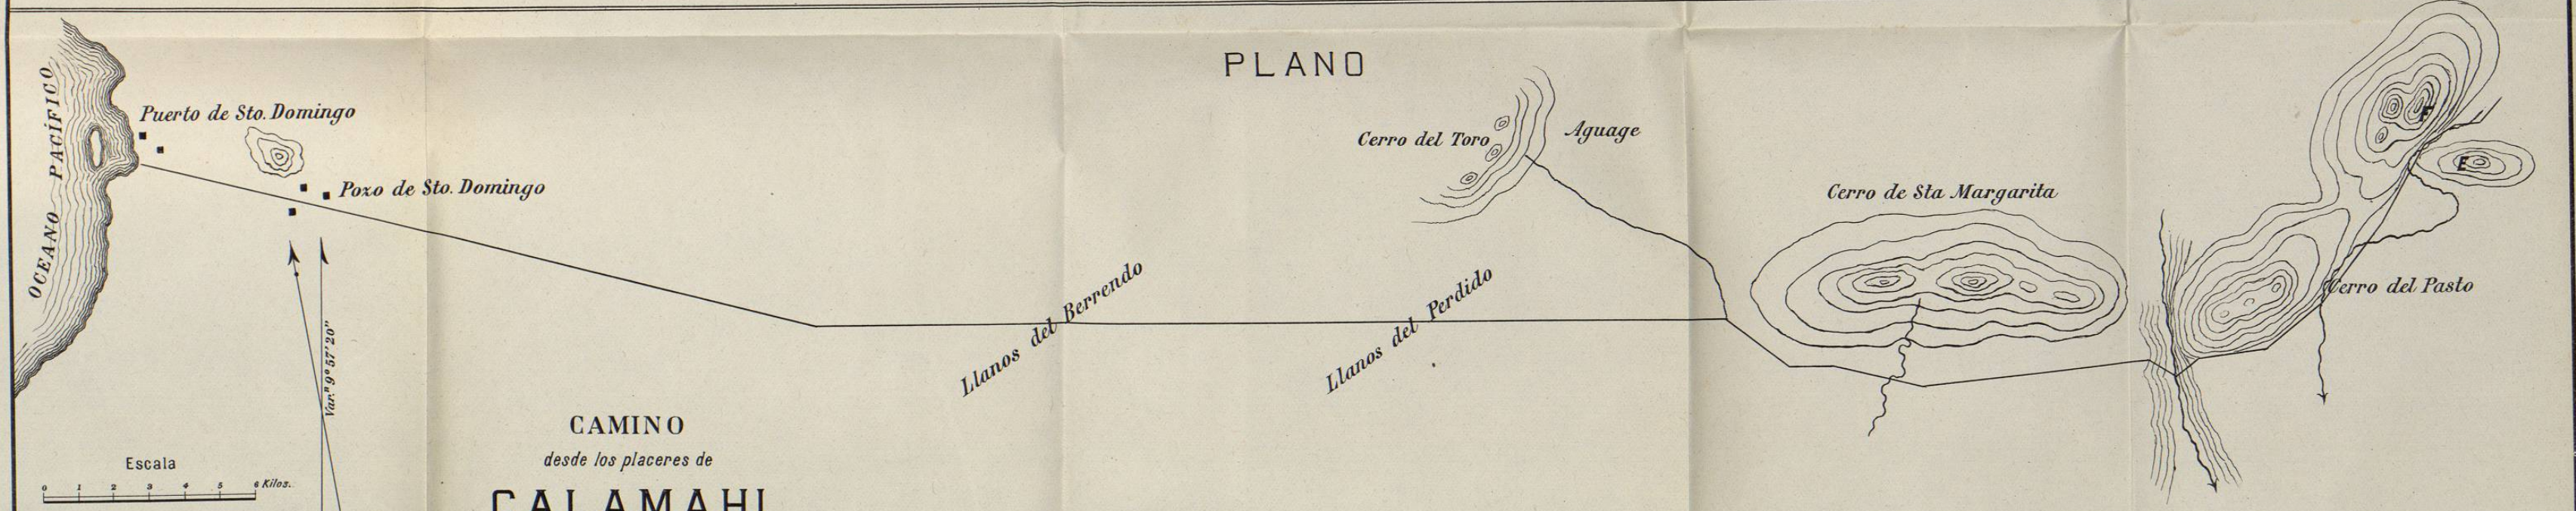 PLANO
OCEANO PACÍFICO
Puerto de Sto. Domingo
Pozo de Sto. Domingo
Cerro del Toro
Aguage
Cerro de Sta Margarita
F
E
Cerro del Pasto
Llanos del Berrendo
Llanos del Perdido
Var.n 9° 57' 20"
Escala
0 1 2 3 4 5 6 Kilos.
CAMINO
desde los placeres de
CALAMAHI